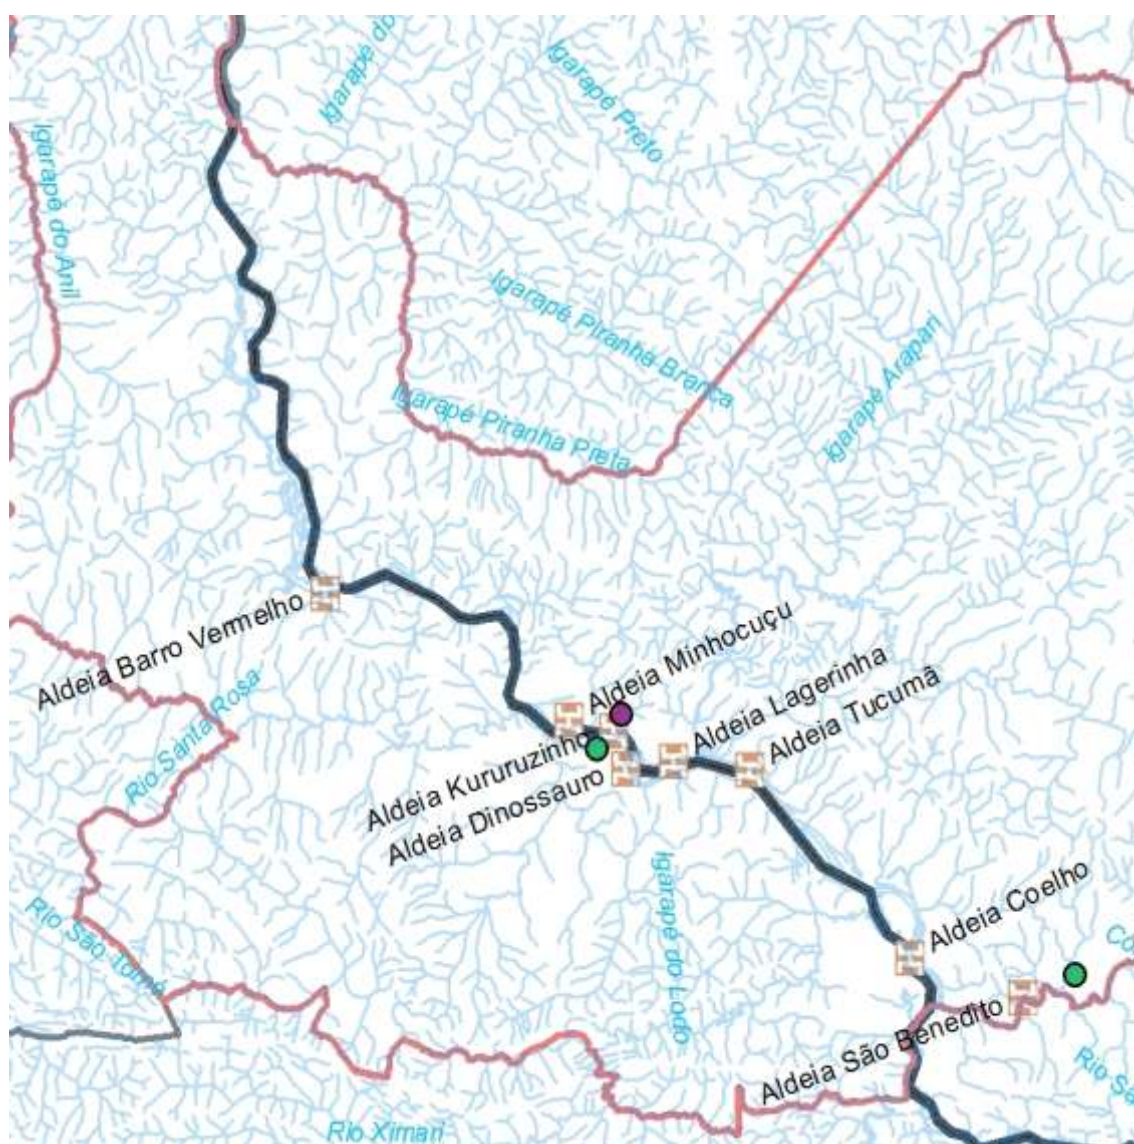 Igarapé do
Igarapé Preto
Igarapé do Anil
Igarapé Piranha Branca
Igarapé Arapari
Igarapé Piranha Preta
Aldeia Barro Vermelho
Aldeia Minhocuçu
Aldeia Lagerinha
Aldeia Tucumã
Rio Santa Rosa
Aldeia Kururuzinho
Aldeia Dinossauro
Igarapé do Lodo
Aldeia Coelho
Rio São Tomé
Aldeia São Benedito
Rio Ximari